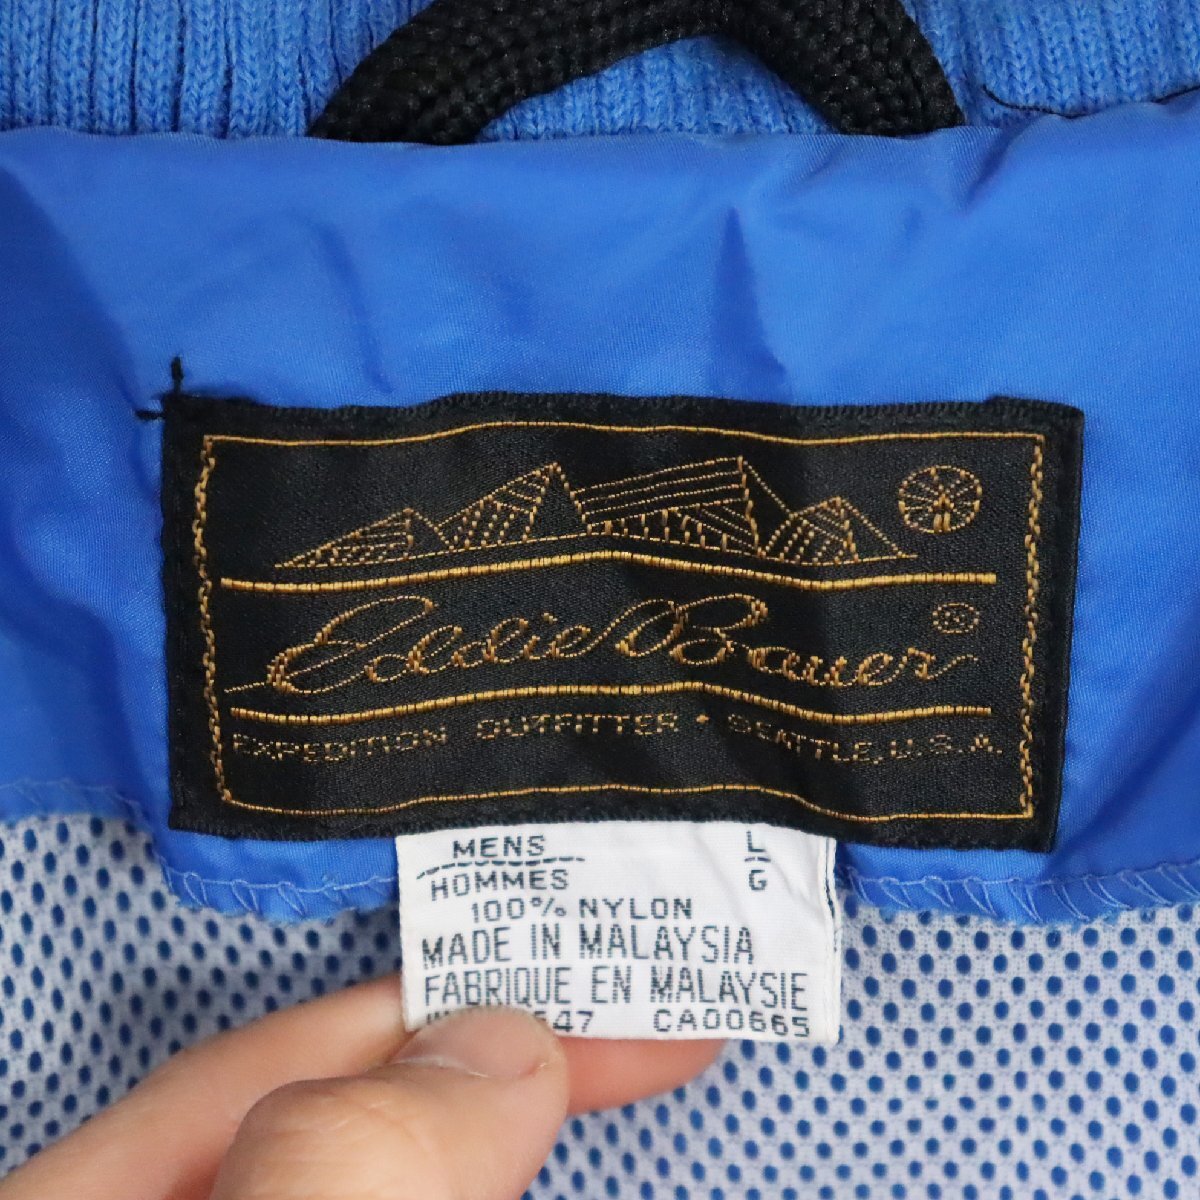 Eddie Bauer ®
EXPEDITION OUTFITTER • SEATTLE, U.S.A.
MENS L
HOMMES G
100% NYLON
MADE IN MALAYSIA
FABRIQUE EN MALAYSIE
CA00665